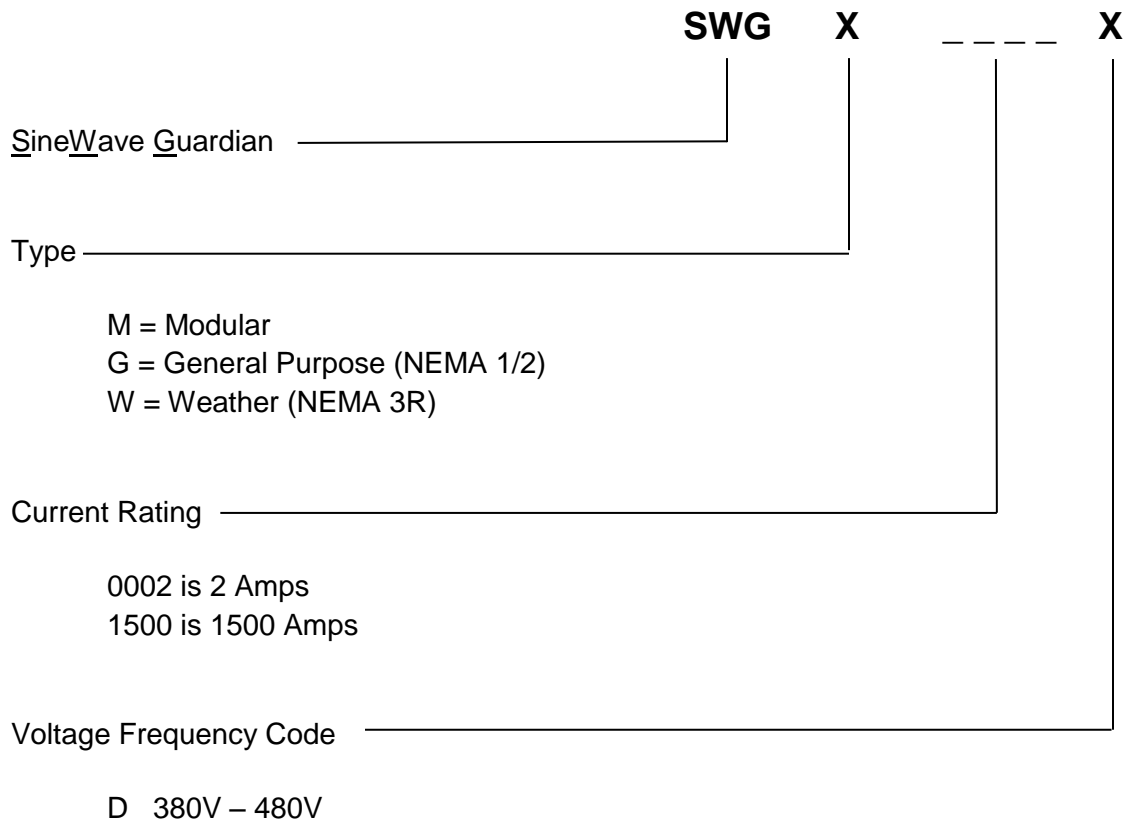 SWG X _ _ _ _ X
SineWave Guardian
Type
M = Modular
G = General Purpose (NEMA 1/2)
W = Weather (NEMA 3R)
Current Rating
0002 is 2 Amps
1500 is 1500 Amps
Voltage Frequency Code
D 380V – 480V